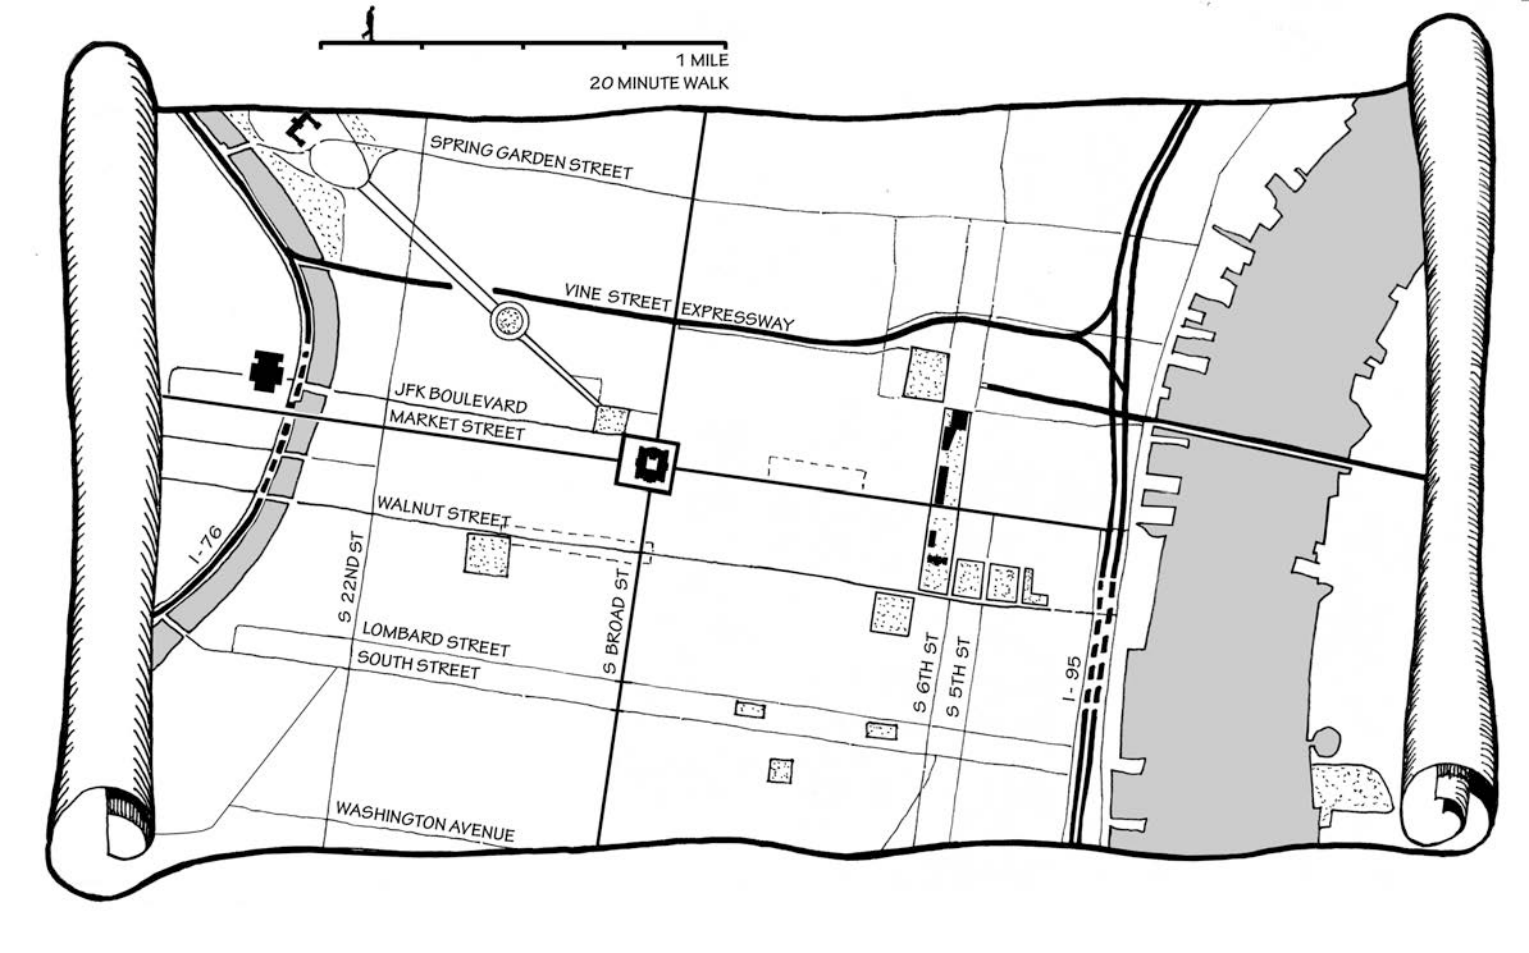 1 MILE
20 MINUTE WALK
SPRING GARDEN STREET
VINE STREET EXPRESSWAY
JFK BOULEVARD
MARKET STREET
WALNUT STREET
I-76
S 22ND ST
S BROAD ST
LOMBARD STREET
SOUTH STREET
S 6TH ST
S 5TH ST
I-95
WASHINGTON AVENUE